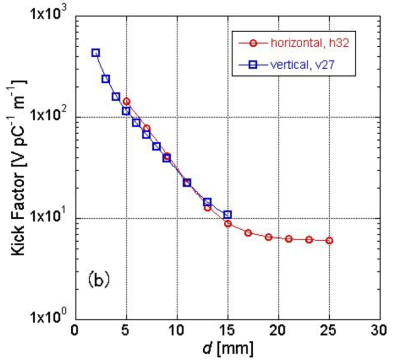 1x10³
1x10²
1x10¹
1x10⁰
Kick Factor [V pC⁻¹ m⁻¹]
horizontal, h32
vertical, v27
(b)
0 5 10 15 20 25 30
d [mm]